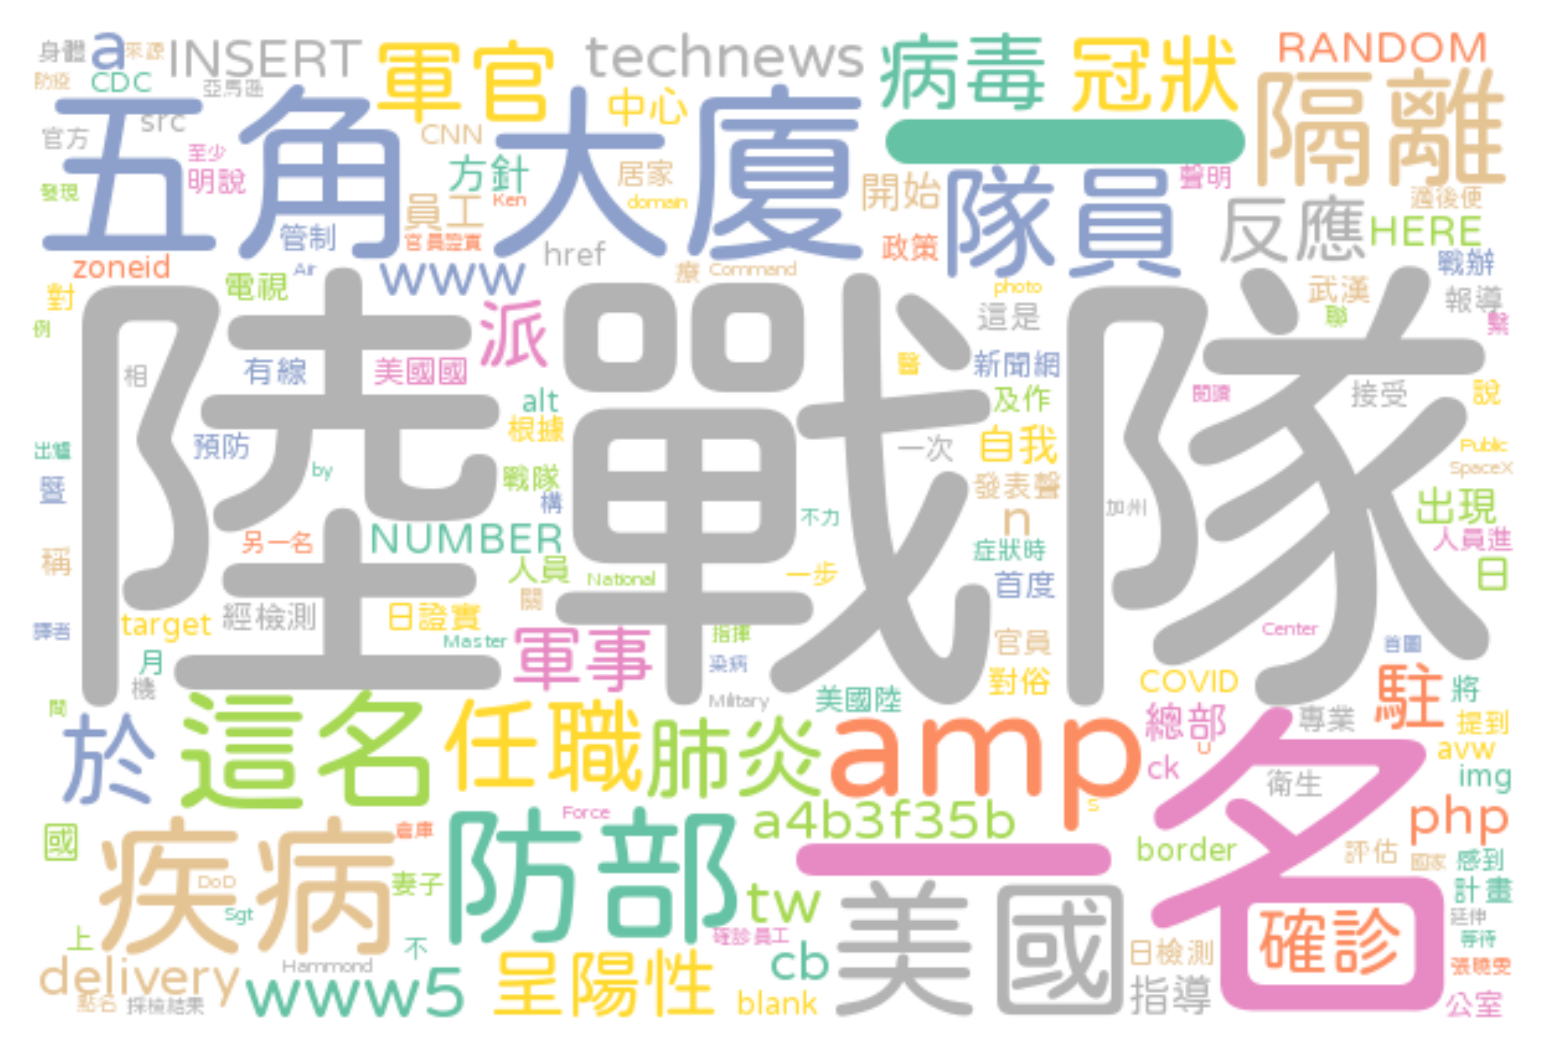 身體
a
來源
INSERT
軍官
technews
病毒
冠狀
RANDOM
防疫
CDC
亞馬遜
中心
隔離
五角大廈
src
CNN
一
官方
至少
明說
方針
居家
開始
隊員
聲明
反應
HERE
發現
員工
Ken
domain
適後便
管制
官員證實
href
政策
戰辦
zoneid
Air
www
療
Command
電視
photo
武漢
報導
對
派
這是
聯
繫
例
陸戰隊
相
有線
美國國
醫
新聞網
閱讀
接受
說
alt
及作
根據
出爐
預防
一次
自我
Public
by
戰隊
發表聲
SpaceX
暨
構
不力
n
加州
出現
另一名
NUMBER
症狀時
人員進
稱
人員
National
一步
首度
日
關
target
經檢測
日證實
譯者
Master
軍事
指揮
官員
Center
首圖
月
染病
機
Military
美國陸
對俗
COVID
駐
將
間
於
這名
任職
肺炎
amp
總部
專業
提到
U
avw
ck
衛生
img
s
一名
國
疾病
倉庫
防部
Force
a4b3f35b
php
border
評估
國家
感到
DoD
妻子
tw
美國
計畫
Sgt
確診
延伸
上
不
確診員工
等待
delivery
Hammond
www5
呈陽性
cb
日檢測
張曉雯
點名
採檢結果
blank
指導
公室